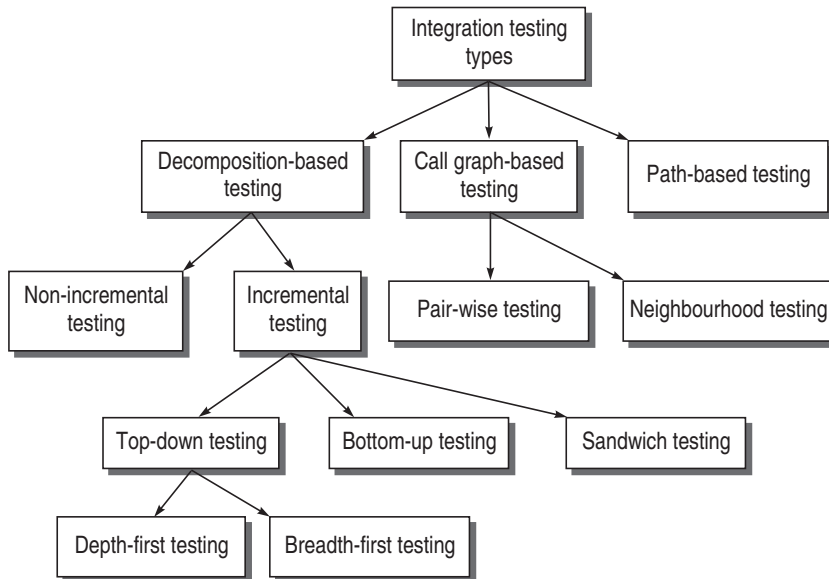 Integration testing
types
Decomposition-based
testing
Call graph-based
testing
Path-based testing
Non-incremental
testing
Incremental
testing
Pair-wise testing
Neighbourhood testing
Top-down testing
Bottom-up testing
Sandwich testing
Depth-first testing
Breadth-first testing